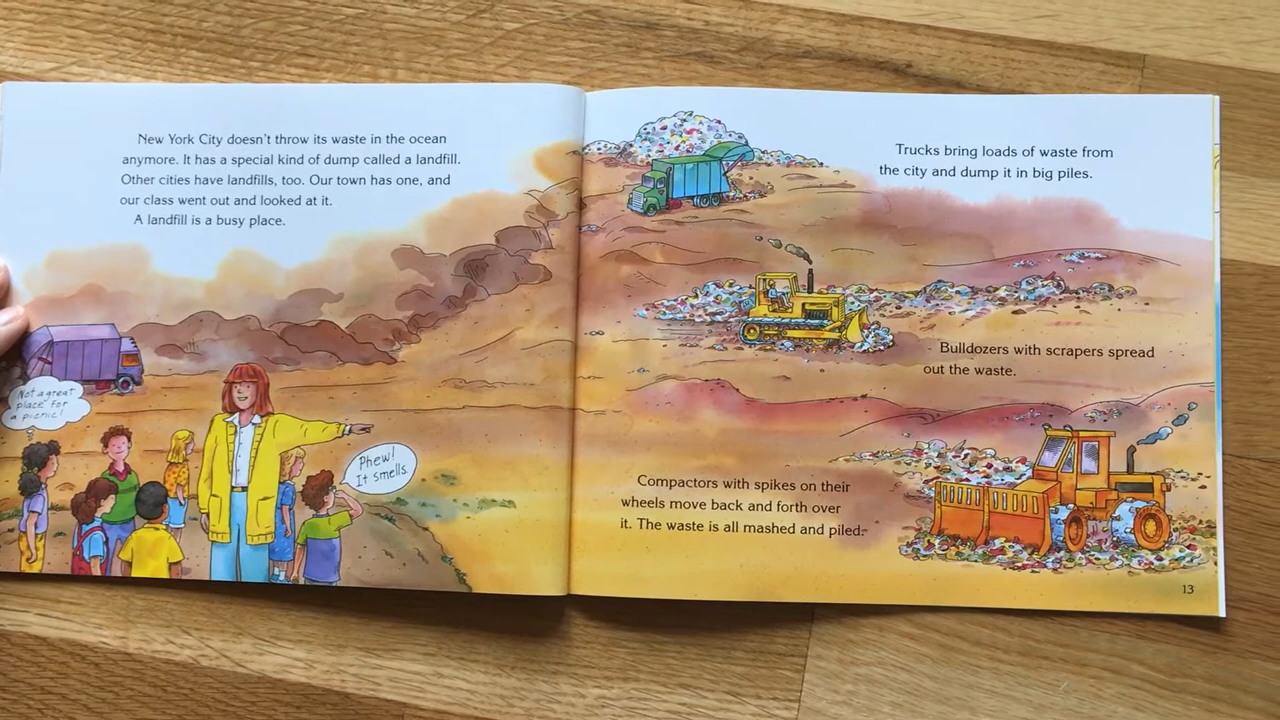 New York City doesn't throw its waste in the ocean
anymore. It has a special kind of dump called a landfill.
Other cities have landfills, too. Our town has one, and
our class went out and looked at it.
A landfill is a busy place.
Not a great
place for
a picnic!
Phew!
It smells.
Trucks bring loads of waste from
the city and dump it in big piles.
Bulldozers with scrapers spread
out the waste.
Compactors with spikes on their
wheels move back and forth over
it. The waste is all mashed and piled.
13